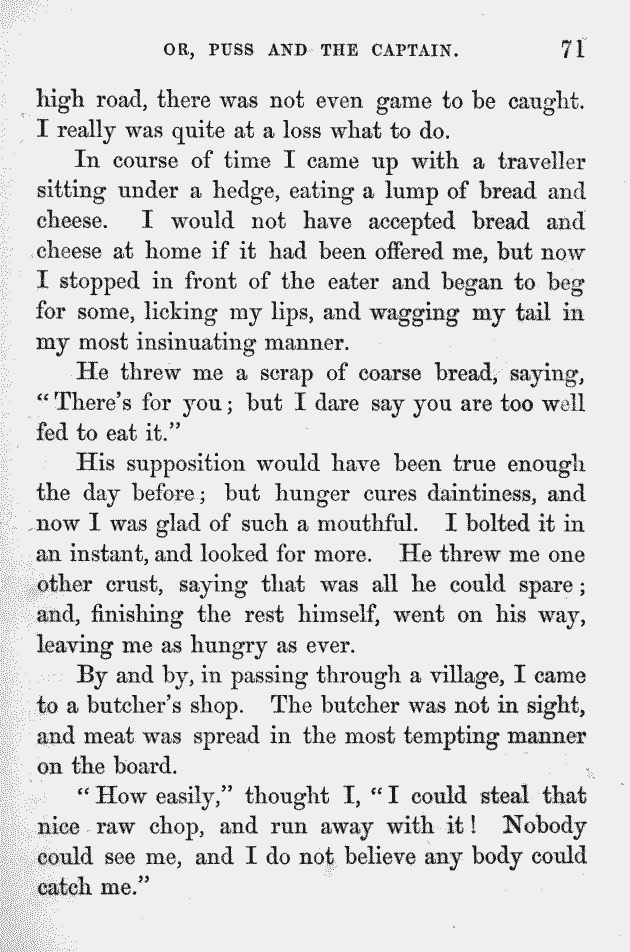 OR, PUSS AND THE CAPTAIN. 71
high road, there was not even game to be caught.
I really was quite at a loss what to do.
In course of time I came up with a traveller
sitting under a hedge, eating a lump of bread and
cheese. I would not have accepted bread and
cheese at home if it had been offered me, but now
I stopped in front of the eater and began to beg
for some, licking my lips, and wagging my tail in
my most insinuating manner.
He threw me a scrap of coarse bread, saying,
“There’s for you; but I dare say you are too well
fed to eat it.”
His supposition would have been true enough
the day before; but hunger cures daintiness, and
now I was glad of such a mouthful. I bolted it in
an instant, and looked for more. He threw me one
other crust, saying that was all he could spare;
and, finishing the rest himself, went on his way,
leaving me as hungry as ever.
By and by, in passing through a village, I came
to a butcher’s shop. The butcher was not in sight,
and meat was spread in the most tempting manner
on the board.
“How easily,” thought I, “I could steal that
nice raw chop, and run away with it! Nobody
could see me, and I do not believe any body could
catch me.”